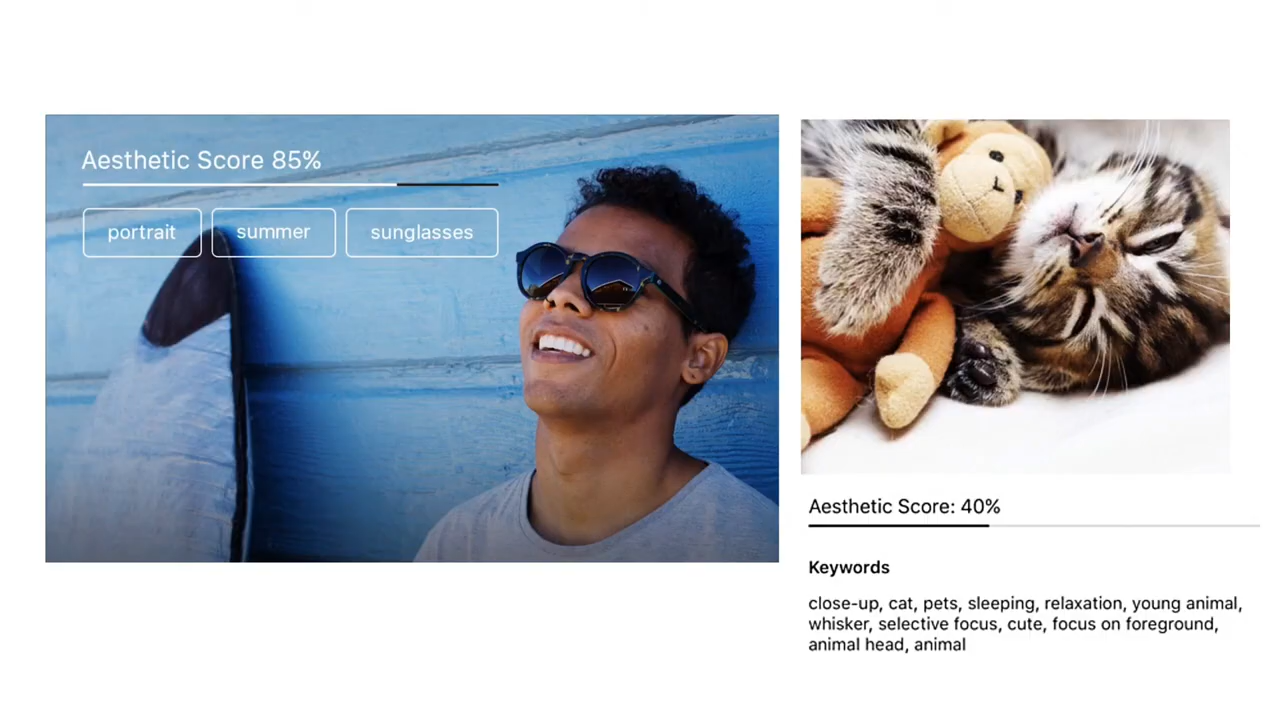 Aesthetic Score 85%
portrait
summer
sunglasses
Aesthetic Score: 40%
Keywords
close-up, cat, pets, sleeping, relaxation, young animal,
whisker, selective focus, cute, focus on foreground,
animal head, animal